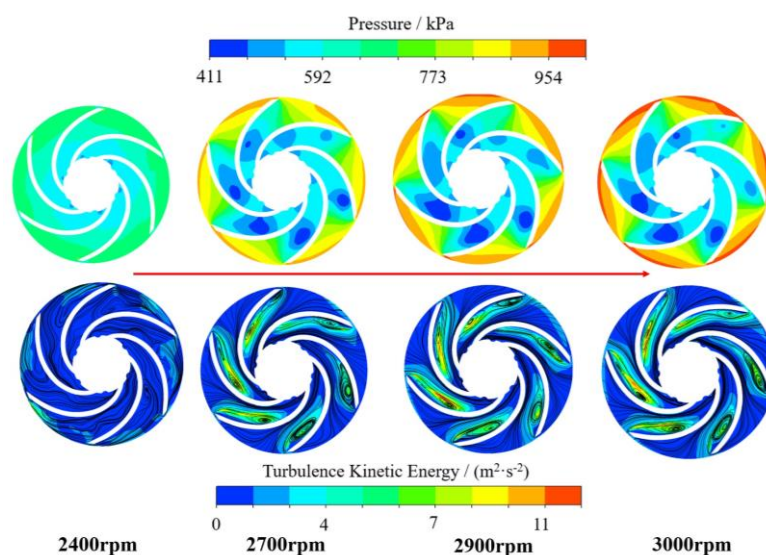 Pressure / kPa
411 592 773 954
Turbulence Kinetic Energy / (m²·s⁻²)
0 4 7 11
2400rpm 2700rpm 2900rpm 3000rpm